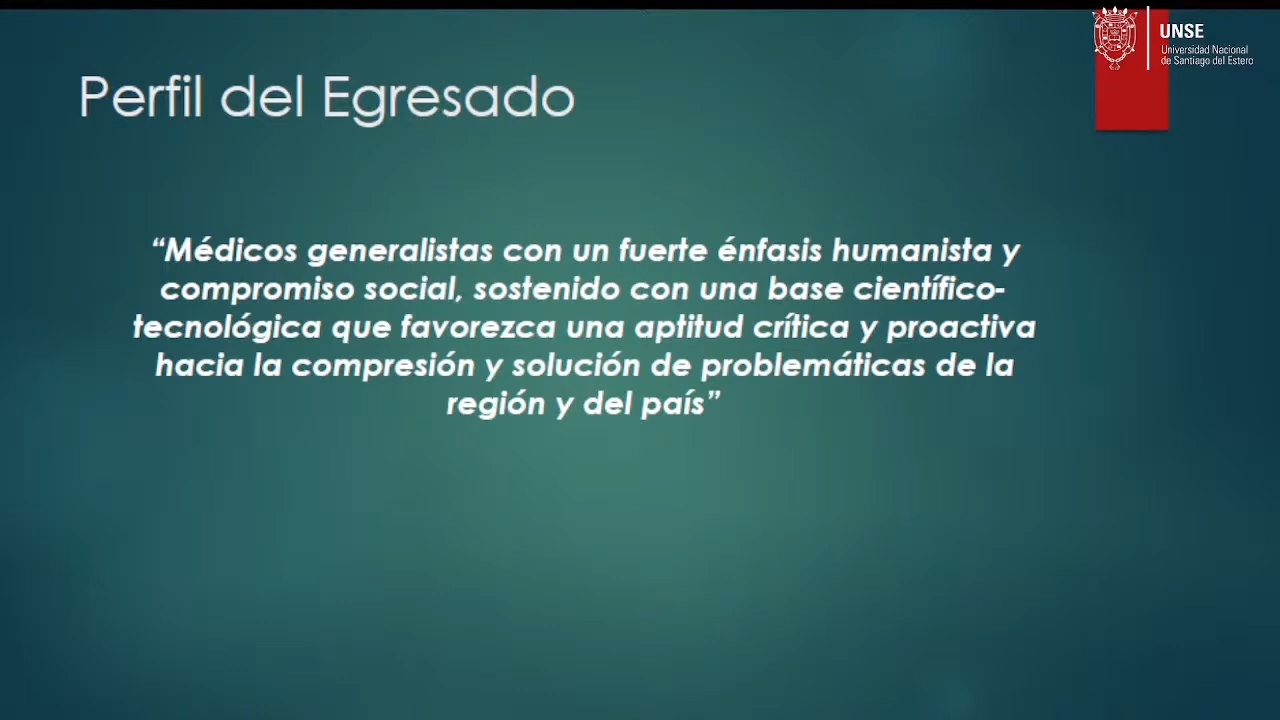 UNSE
Universidad Nacional
de Santiago del Estero
Perfil del Egresado
“Médicos generalistas con un fuerte énfasis humanista y
compromiso social, sostenido con una base científico-
tecnológica que favorezca una aptitud crítica y proactiva
hacia la compresión y solución de problemáticas de la
región y del país”